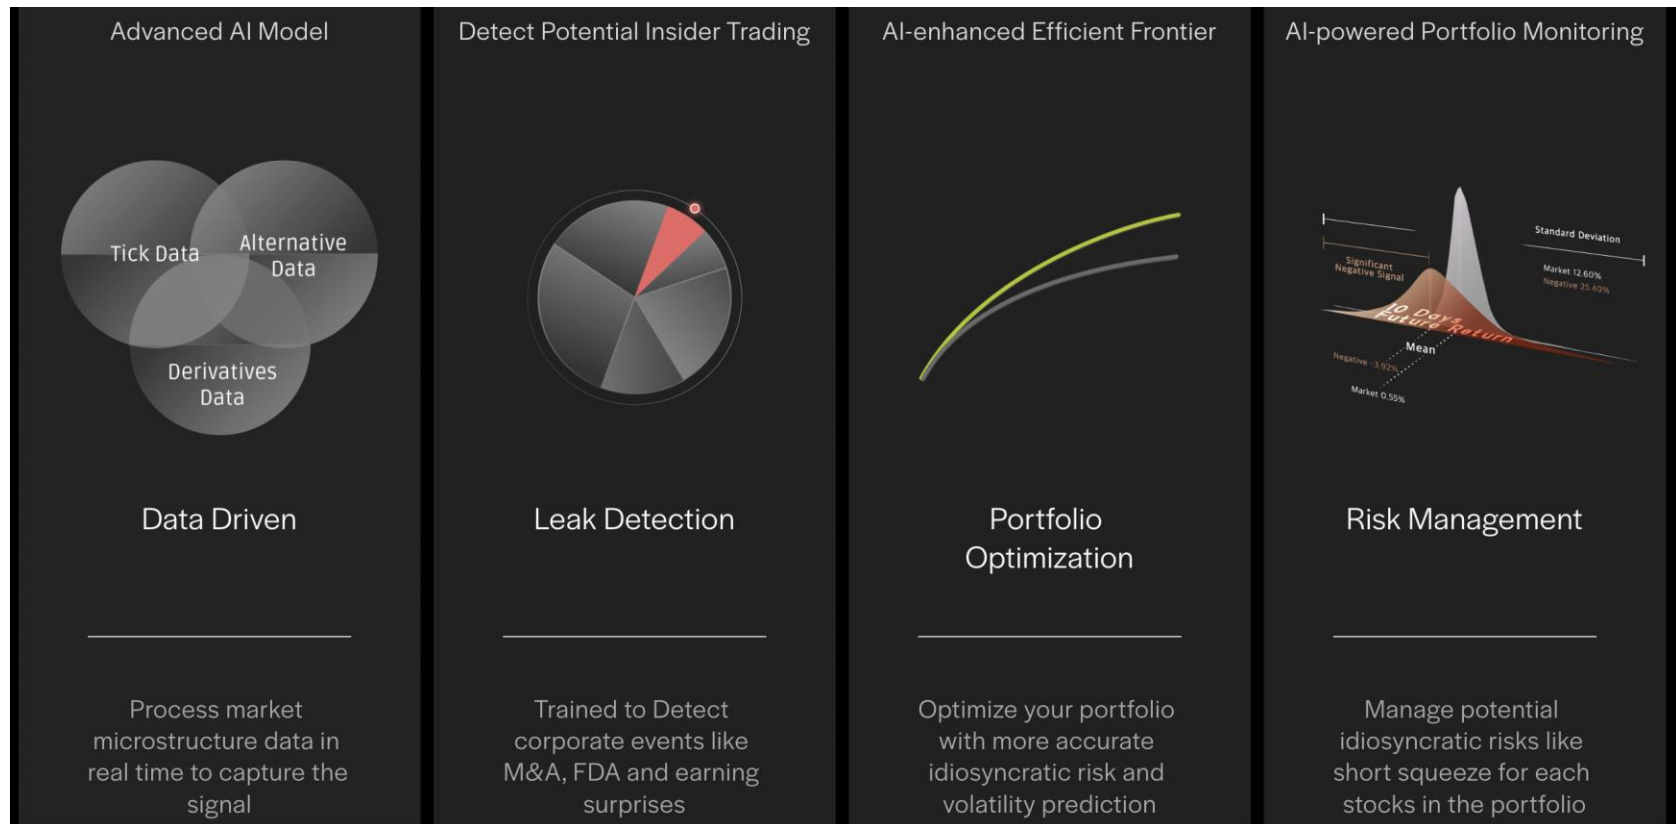 Advanced AI Model
Tick Data
Alternative
Data
Derivatives
Data
Data Driven
Process market
microstructure data in
real time to capture the
signal
Detect Potential Insider Trading
Leak Detection
Trained to Detect
corporate events like
M&A, FDA and earning
surprises
AI-enhanced Efficient Frontier
Portfolio
Optimization
Optimize your portfolio
with more accurate
idiosyncratic risk and
volatility prediction
AI-powered Portfolio Monitoring
Standard Deviation
Market 12.60%
Negative 25.40%
Significant
Negative Signal
10 Days
Future Return
Mean
Negative -3.92%
Market 0.55%
Risk Management
Manage potential
idiosyncratic risks like
short squeeze for each
stocks in the portfolio